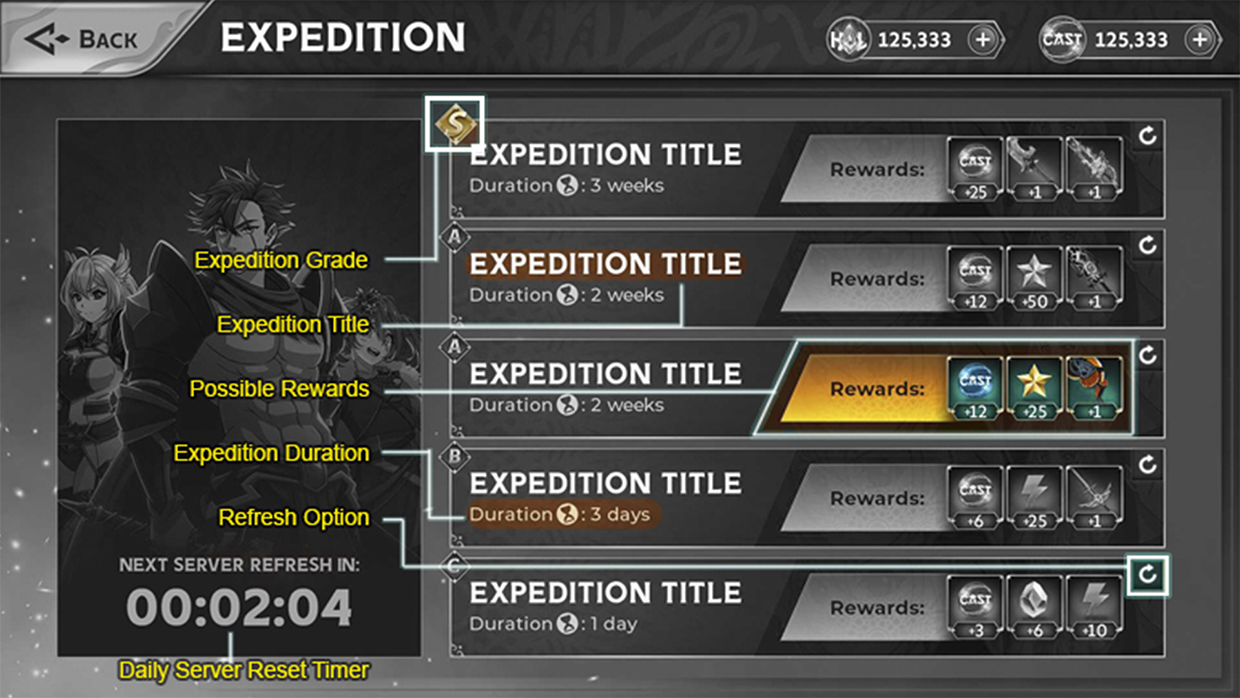 BACK
EXPEDITION
HXL 125,333 +
CAST 125,333 +
S
EXPEDITION TITLE
Duration : 3 weeks
Rewards:
CAST
+25
+1
+1
A
EXPEDITION TITLE
Duration : 2 weeks
Rewards:
CAST
+12
+50
+1
A
EXPEDITION TITLE
Duration : 2 weeks
Rewards:
CAST
+12
+25
+1
B
EXPEDITION TITLE
Duration : 3 days
Rewards:
CAST
+6
+25
+1
C
EXPEDITION TITLE
Duration : 1 day
Rewards:
CAST
+3
+6
+10
Expedition Grade
Expedition Title
Possible Rewards
Expedition Duration
Refresh Option
NEXT SERVER REFRESH IN:
00:02:04
Daily Server Reset Timer